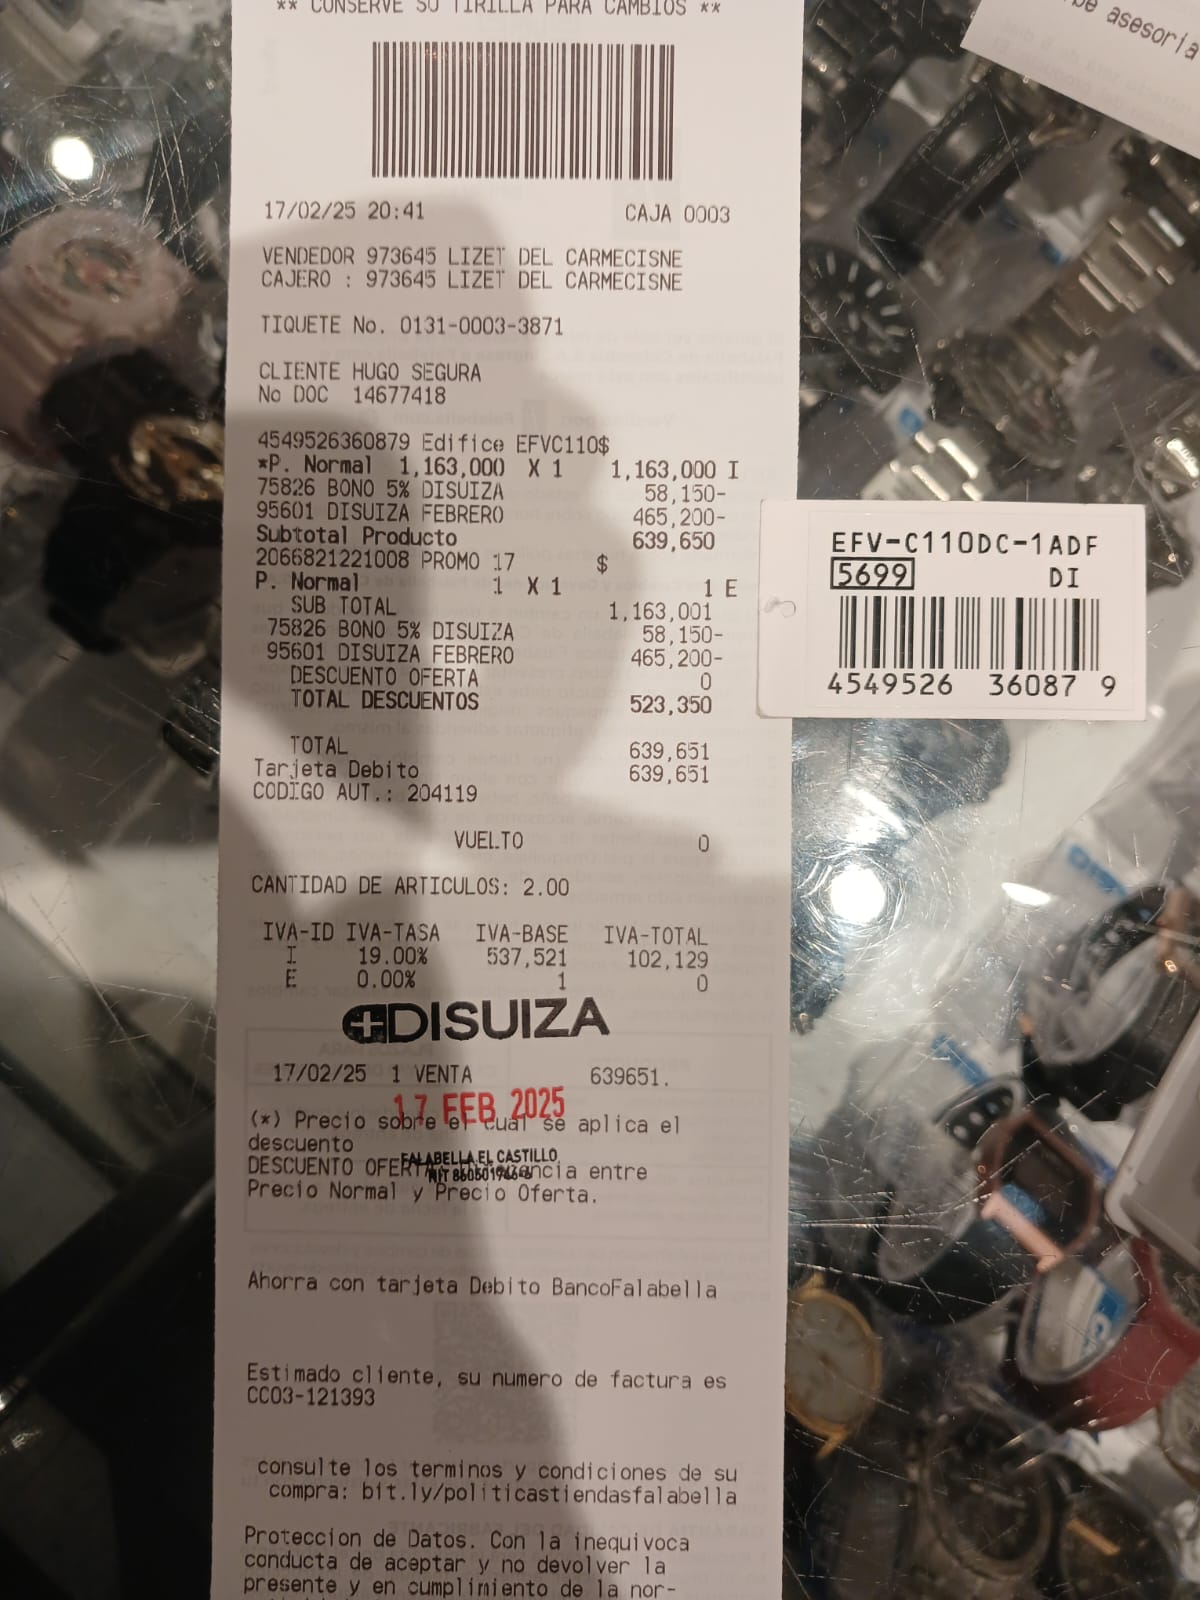 ** CONSERVE SU TIRILLA PARA CAMBIOS **
asesoría
17/02/25 20:41 CAJA 0003
VENDEDOR 973645 LIZET DEL CARMECISNE
CAJERO : 973645 LIZET DEL CARMECISNE
TIQUETE No. 0131-0003-3871
CLIENTE HUGO SEGURA
No DOC 14677418
4549526360879 Edifice EFVC110$
*P. Normal 1,163,000 X 1 1,163,000 I
75826 BONO 5% DISUIZA 58,150-
95601 DISUIZA FEBRERO 465,200-
Subtotal Producto 639,650
2066821221008 PROMO 17 $
P. Normal 1 X 1 1 E
SUB TOTAL 1,163,001
75826 BONO 5% DISUIZA 58,150-
95601 DISUIZA FEBRERO 465,200-
DESCUENTO OFERTA 0
TOTAL DESCUENTOS 523,350
TOTAL 639,651
Tarjeta Debito 639,651
CODIGO AUT.: 204119
VUELTO 0
CANTIDAD DE ARTICULOS: 2.00
IVA-ID IVA-TASA IVA-BASE IVA-TOTAL
I 19.00% 537,521 102,129
E 0.00% 1 0
DISUIZA
17/02/25 1 VENTA 639651.
17 FEB 2025
(*) Precio sobre el cual se aplica el
descuento
FALABELLA EL CASTILLO
DESCUENTO OFERTA entre
Precio Normal y Precio Oferta.
Ahorra con tarjeta Debito BancoFalabella
Estimado cliente, su numero de factura es
CC03-121393
consulte los terminos y condiciones de su
compra: bit.ly/politicastiendasfalabella
Proteccion de Datos. Con la inequivoca
conducta de aceptar y no devolver la
presente y en cumplimiento de la nor-
EFV-C110DC-1ADF
5699 DI
4549526 36087 9